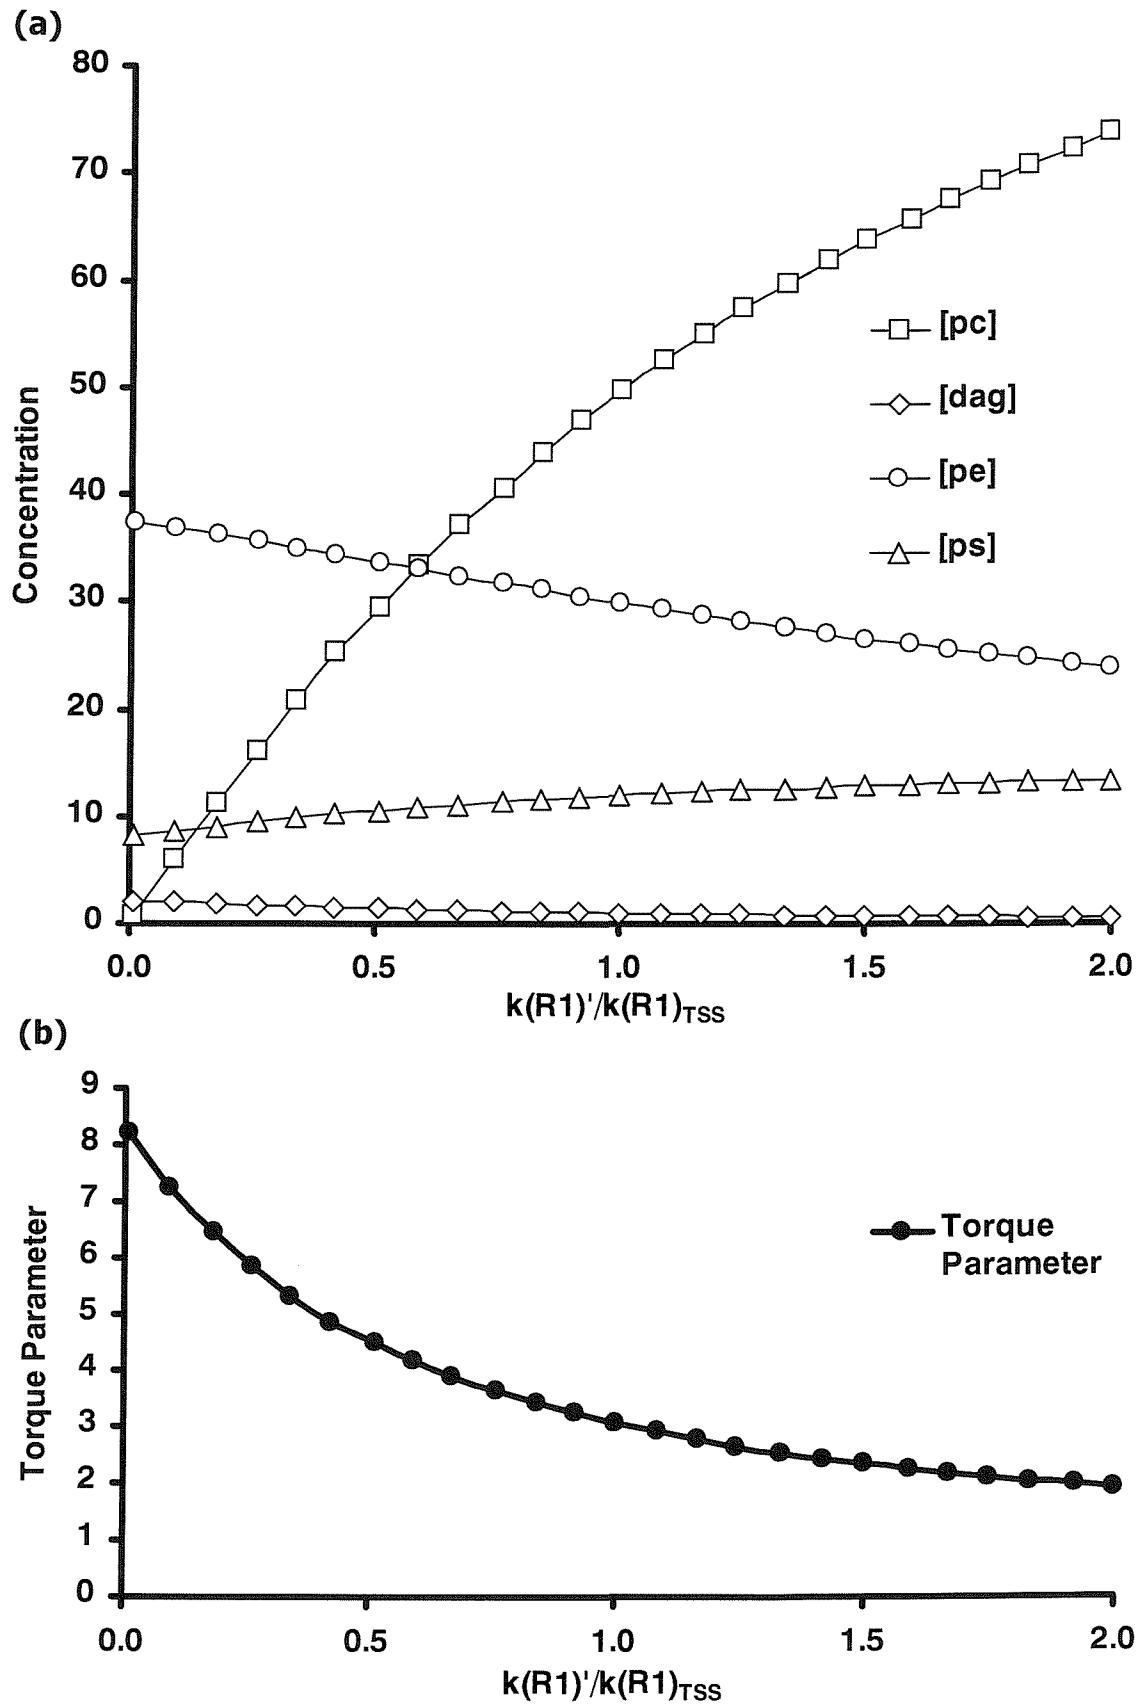 (a)
80
70
60
50
40
30
20
10
0
Concentration
[pc]
[dag]
[pe]
[ps]
0.0 0.5 1.0 1.5 2.0
k(R1)'/k(R1)TSS
(b)
9
8
7
6
5
4
3
2
1
0
Torque Parameter
Torque
Parameter
0.0 0.5 1.0 1.5 2.0
k(R1)'/k(R1)TSS